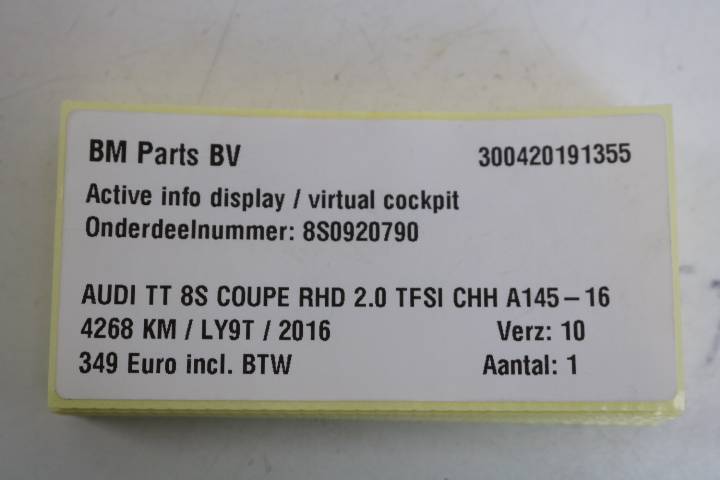 BM Parts BV 300420191355
Active info display / virtual cockpit
Onderdeelnummer: 8S0920790
AUDI TT 8S COUPE RHD 2.0 TFSI CHH A145-16
4268 KM / LY9T / 2016 Verz: 10
349 Euro incl. BTW Aantal: 1